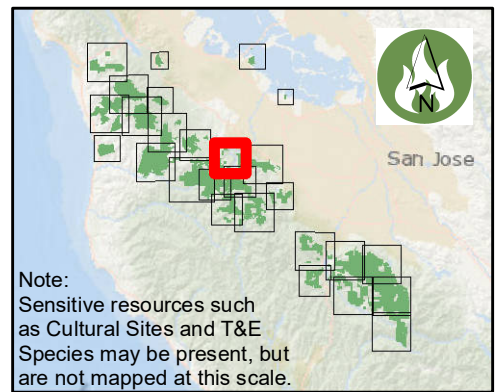 N
San Jose
Note:
Sensitive resources such
as Cultural Sites and T&E
Species may be present, but
are not mapped at this scale.